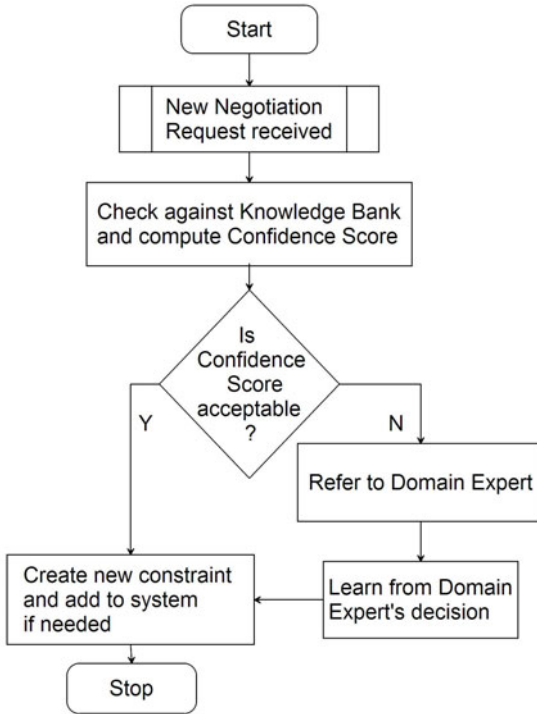 Start
New Negotiation
Request received
Check against Knowledge Bank
and compute Confidence Score
Is
Confidence
Score
acceptable
?
Y
N
Refer to Domain Expert
Create new constraint
and add to system
if needed
Learn from Domain
Expert's decision
Stop